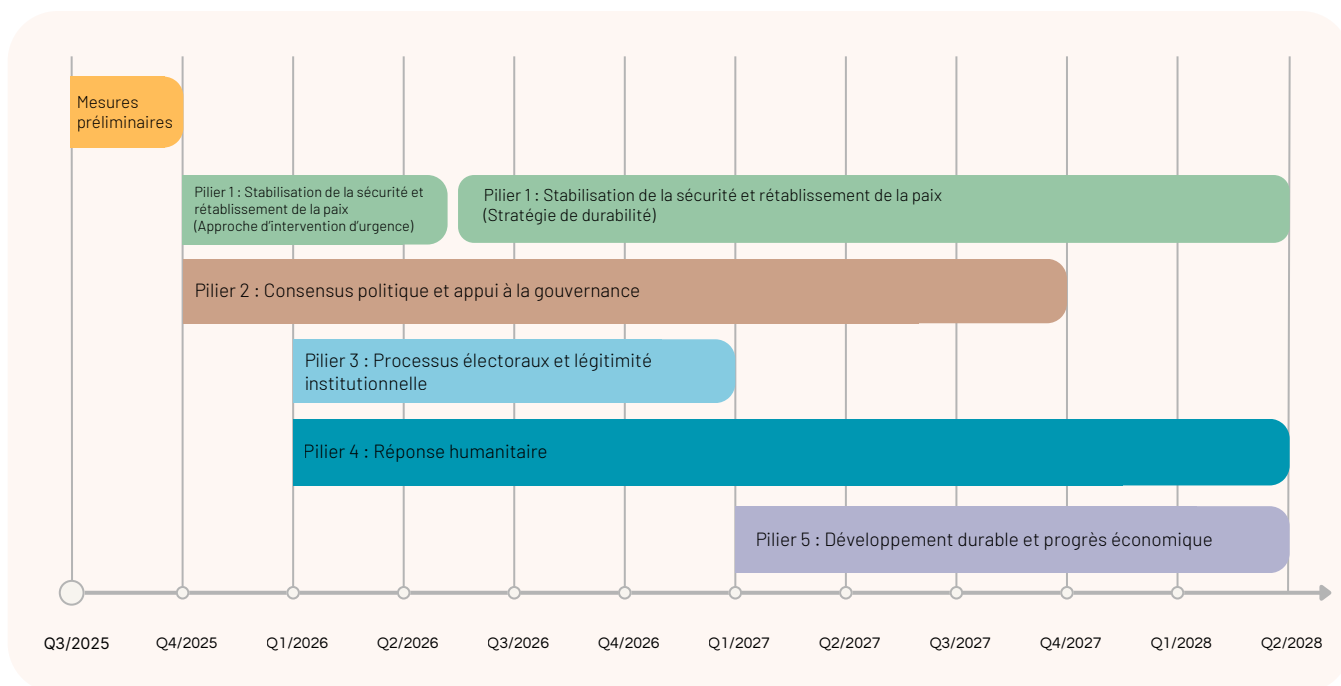 Mesures
préliminaires
Pilier 1 : Stabilisation de la sécurité et
rétablissement de la paix
(Approche d’intervention d’urgence)
Pilier 1 : Stabilisation de la sécurité et rétablissement de la paix
(Stratégie de durabilité)
Pilier 2 : Consensus politique et appui à la gouvernance
Pilier 3 : Processus électoraux et légitimité
institutionnelle
Pilier 4 : Réponse humanitaire
Pilier 5 : Développement durable et progrès économique
Q3/2025 Q4/2025 Q1/2026 Q2/2026 Q3/2026 Q4/2026 Q1/2027 Q2/2027 Q3/2027 Q4/2027 Q1/2028 Q2/2028